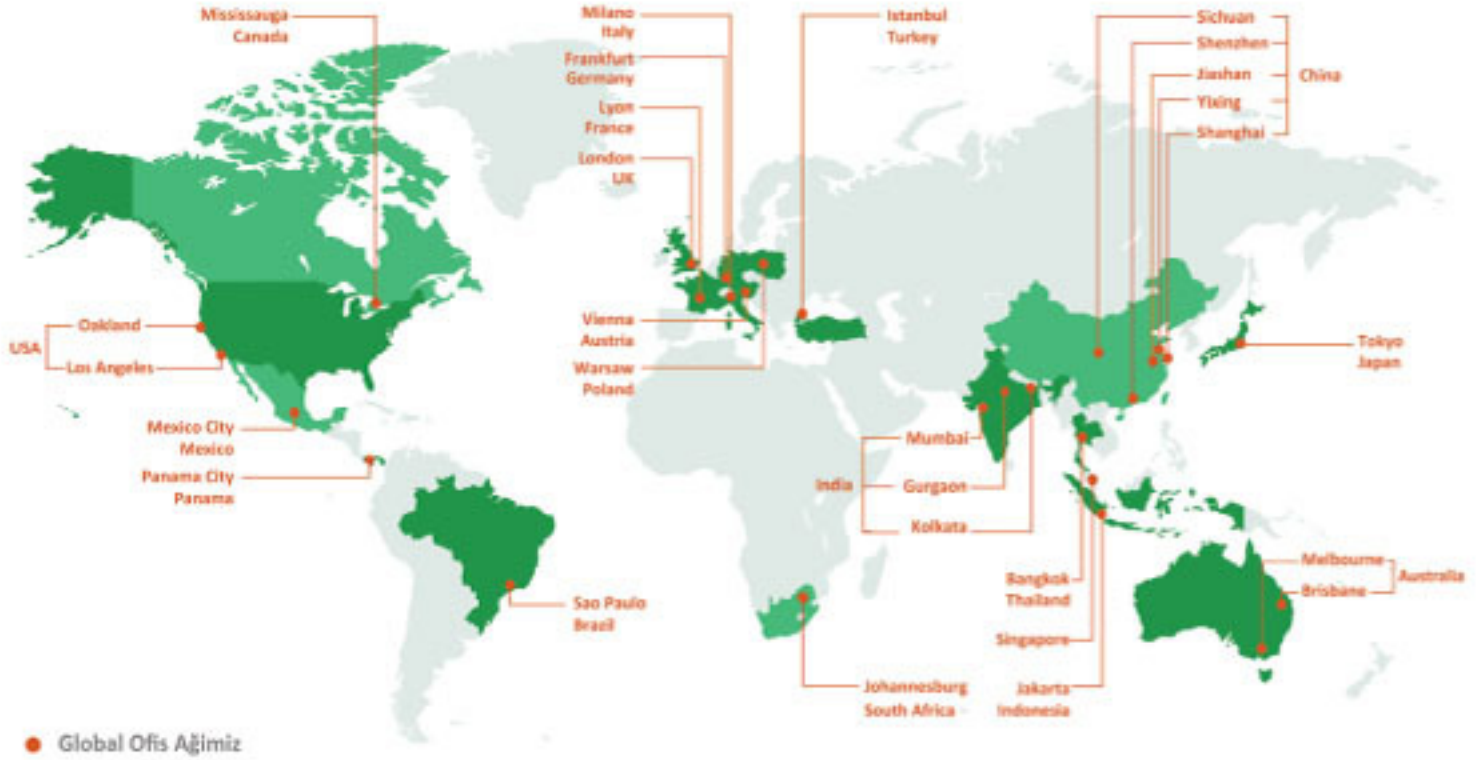 Mississauga
Canada
Milano
Italy
Frankfurt
Germany
Lyon
France
London
UK
Istanbul
Turkey
Sichuan
Shenzhen
Jiashan
Yixing
Shanghai
China
USA
Oakland
Los Angeles
Mexico City
Mexico
Panama City
Panama
Vienna
Austria
Warsaw
Poland
Tokyo
Japan
India
Mumbai
Gurgaon
Kolkata
Sao Paulo
Brazil
Bangkok
Thailand
Singapore
Jakarta
Indonesia
Johannesburg
South Africa
Melbourne
Brisbane
Australia
Global Ofis Ağimiz